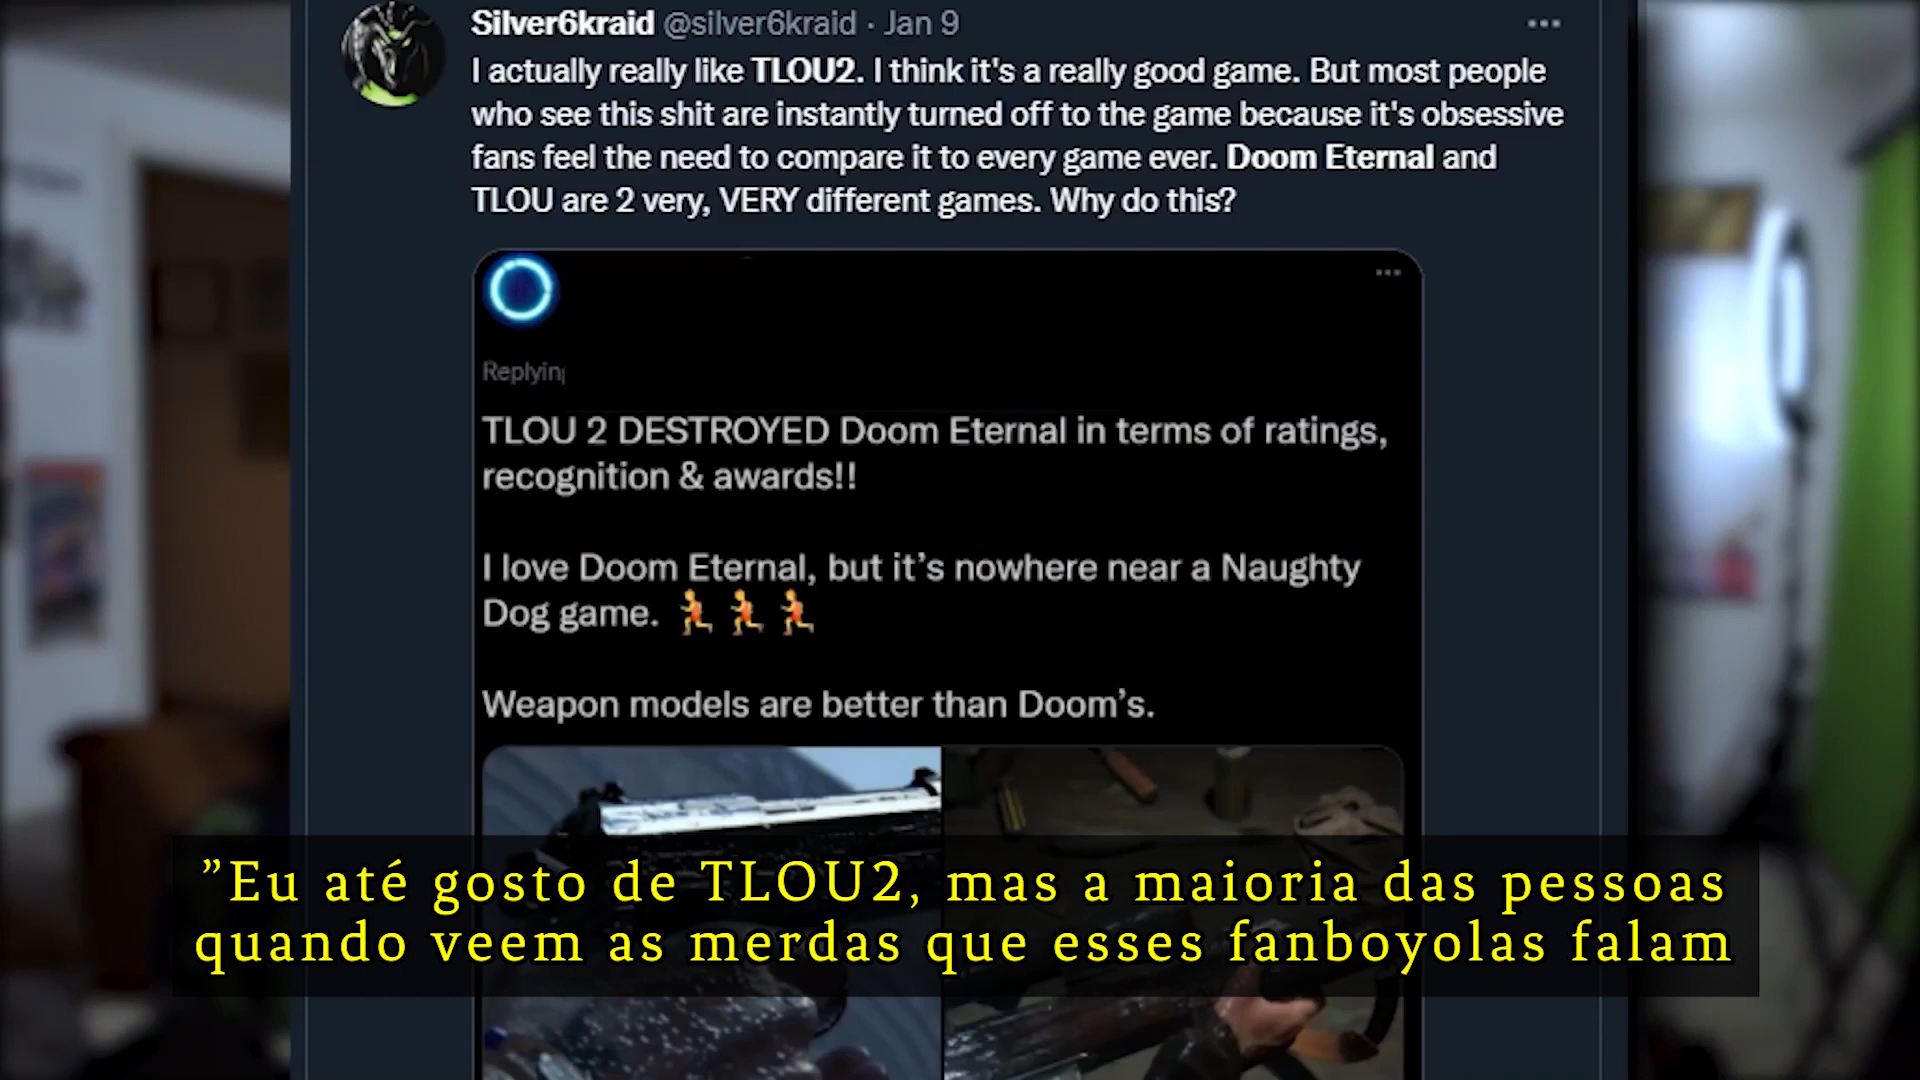 Silver6kraid @silver6kraid · Jan 9
I actually really like TLOU2. I think it's a really good game. But most people
who see this shit are instantly turned off to the game because it's obsessive
fans feel the need to compare it to every game ever. Doom Eternal and
TLOU are 2 very, VERY different games. Why do this?
Replying
TLOU 2 DESTROYED Doom Eternal in terms of ratings,
recognition & awards!!
I love Doom Eternal, but it’s nowhere near a Naughty
Dog game. 🏃🏃🏃
Weapon models are better than Doom’s.
”Eu até gosto de TLOU2, mas a maioria das pessoas
quando veem as merdas que esses fanboyolas falam